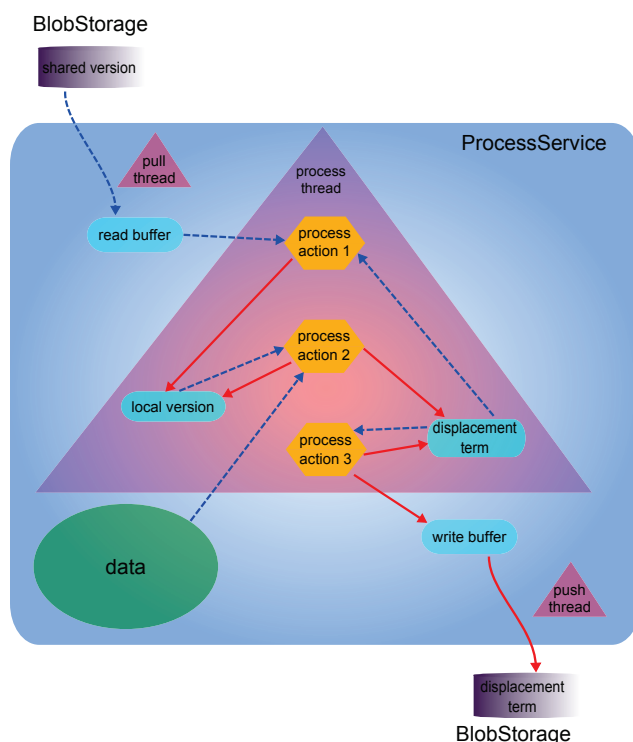 BlobStorage
shared version
ProcessService
pull
thread
process
thread
read buffer
process
action 1
process
action 2
local version
process
action 3
displacement
term
write buffer
data
push
thread
displacement
term
BlobStorage